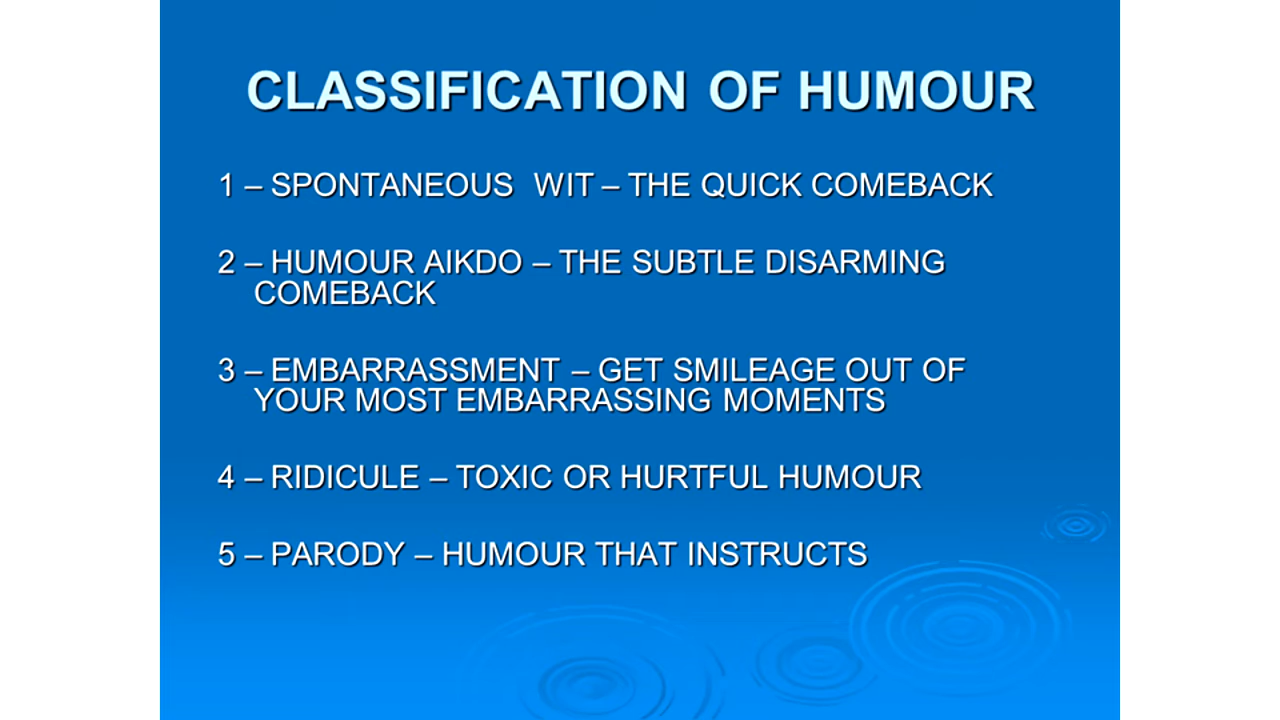 CLASSIFICATION OF HUMOUR
1 – SPONTANEOUS  WIT – THE QUICK COMEBACK
2 – HUMOUR AIKDO – THE SUBTLE DISARMING
COMEBACK
3 – EMBARRASSMENT – GET SMILEAGE OUT OF
YOUR MOST EMBARRASSING MOMENTS
4 – RIDICULE – TOXIC OR HURTFUL HUMOUR
5 – PARODY – HUMOUR THAT INSTRUCTS